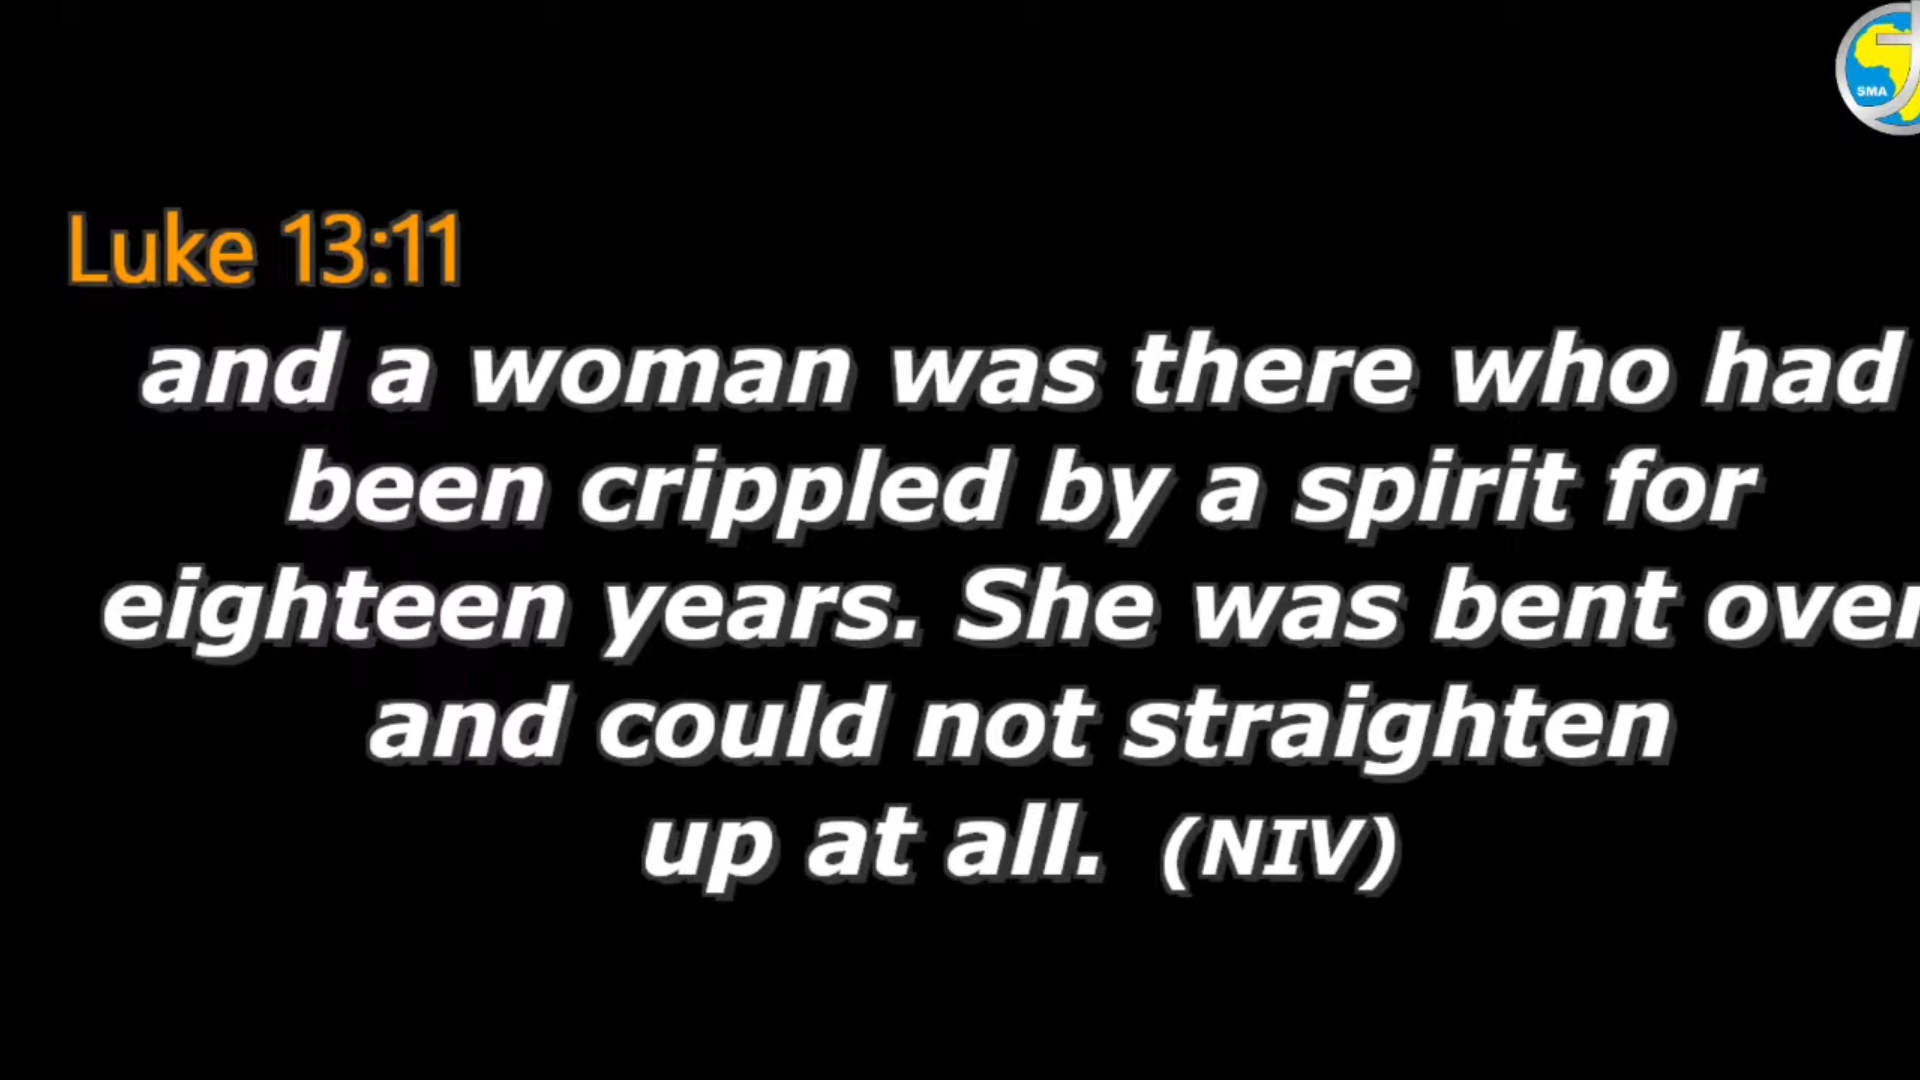 SMA
Luke 13:11
and a woman was there who had
been crippled by a spirit for
eighteen years. She was bent over
and could not straighten
up at all. (NIV)